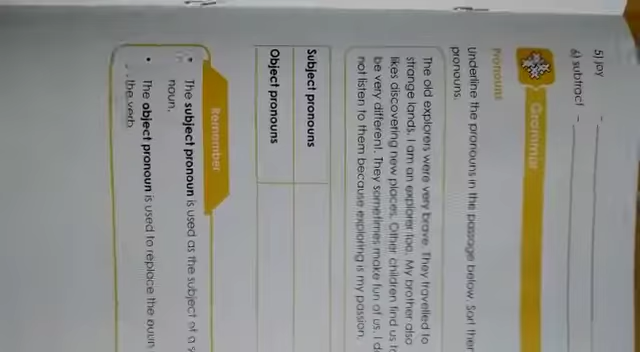 5) joy –
6) subtract –
Grammar
Pronouns
Underline the pronouns in the passage below. Sort
pronouns.
The old explorers were very brave. They travelled to
strange lands. I am an explorer too. My brother also
likes discovering new places. Other children find us
be very different. They sometimes make fun of us. I
not listen to them because exploring is my passion.
Subject pronouns
Object pronouns
Remember
• The subject pronoun is used as the subject of a
noun.
• The object pronoun is used to replace the
the verb